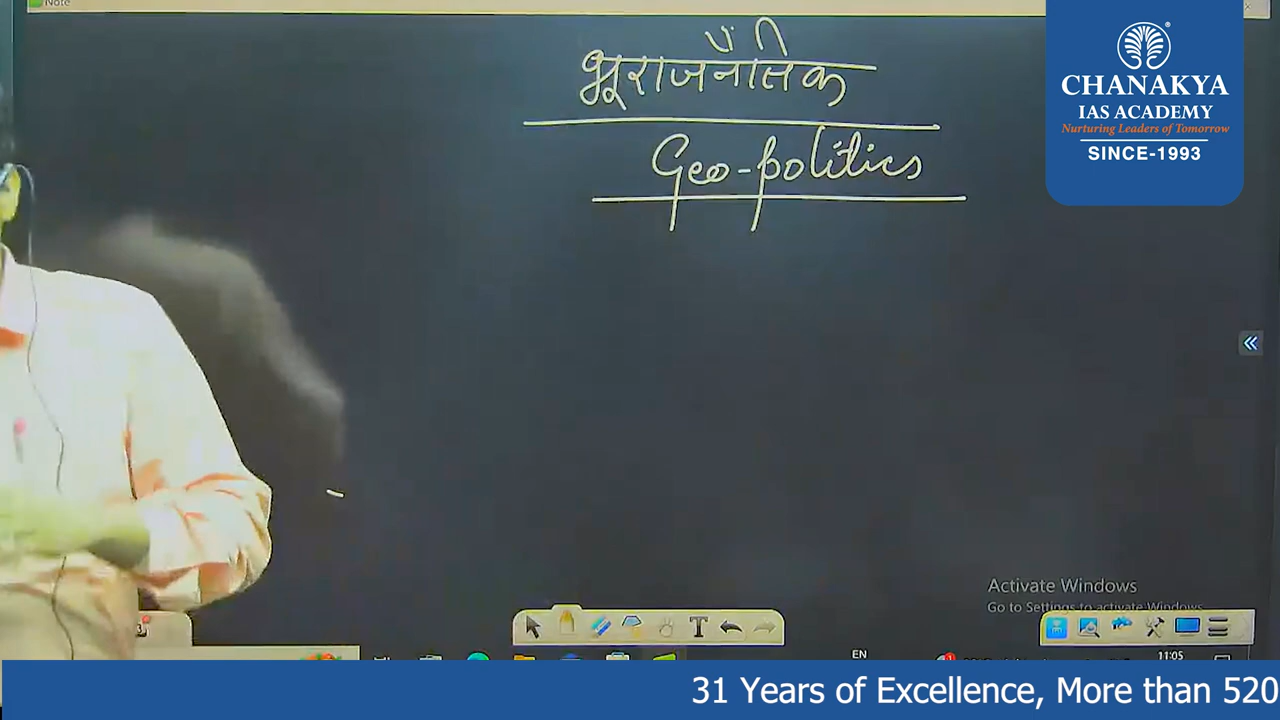 Note
भूराजनैतिक
Geo-politics
CHANAKYA
IAS ACADEMY
Nurturing Leaders of Tomorrow
SINCE-1993
Activate Windows
Go to Settings to activate Windows.
T
EN
11:05
31 Years of Excellence, More than 520